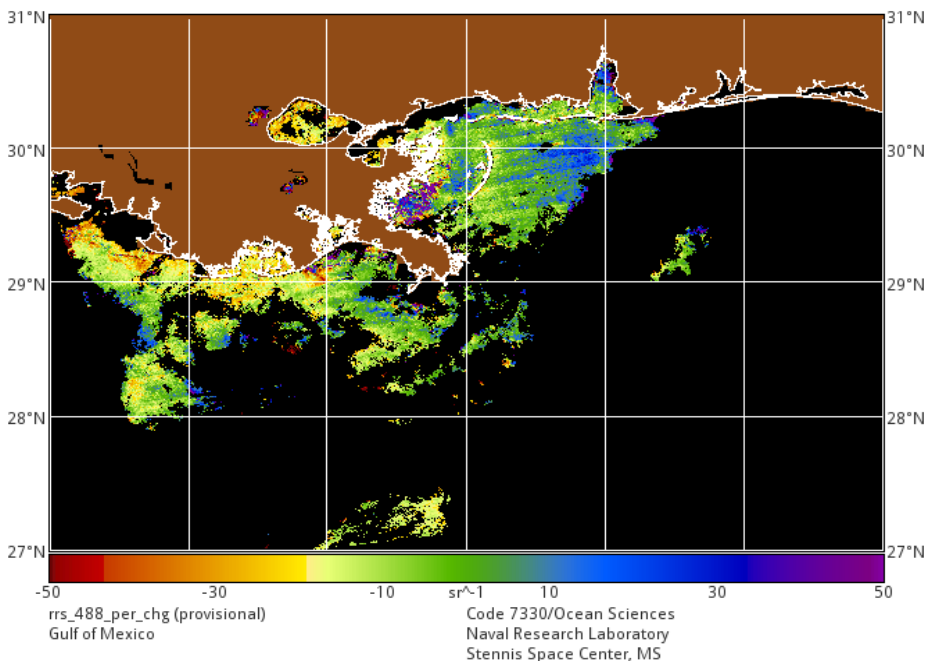 31°N 31°N
30°N 30°N
29°N 29°N
28°N 28°N
27°N 27°N
-50 -30 -10 sr^-1 10 30 50
rrs_488_per_chg (provisional) Code 7330/Ocean Sciences
Gulf of Mexico Naval Research Laboratory
Stennis Space Center, MS